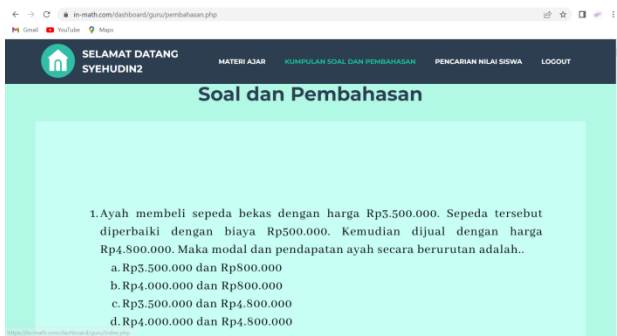 in-math.com/dashboard/guru/pembahasan.php
Gmail YouTube Maps
SELAMAT DATANG
SYEHUDIN2
MATERI AJAR KUMPULAN SOAL DAN PEMBAHASAN PENCARIAN NILAI SISWA LOGOUT
Soal dan Pembahasan
1. Ayah membeli sepeda bekas dengan harga Rp3.500.000. Sepeda tersebut
diperbaiki dengan biaya Rp500.000. Kemudian dijual dengan harga
Rp4.800.000. Maka modal dan pendapatan ayah secara berurutan adalah..
a. Rp3.500.000 dan Rp800.000
b. Rp4.000.000 dan Rp800.000
c. Rp3.500.000 dan Rp4.800.000
d. Rp4.000.000 dan Rp4.800.000
https://in-math.com/dashboard/guru/index.php